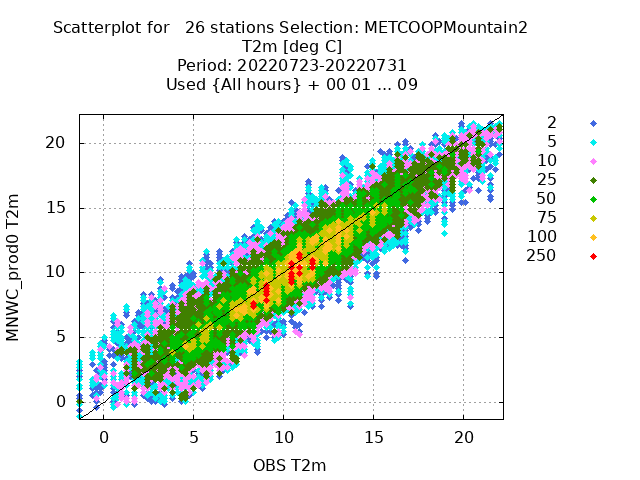 Scatterplot for   26 stations Selection: METCOOPMountain2
T2m [deg C]
Period: 20220723-20220731
Used {All hours} + 00 01 ... 09
2
5
10
25
50
75
100
250
20
15
10
5
0
MNWC_prod0 T2m
0 5 10 15 20
OBS T2m